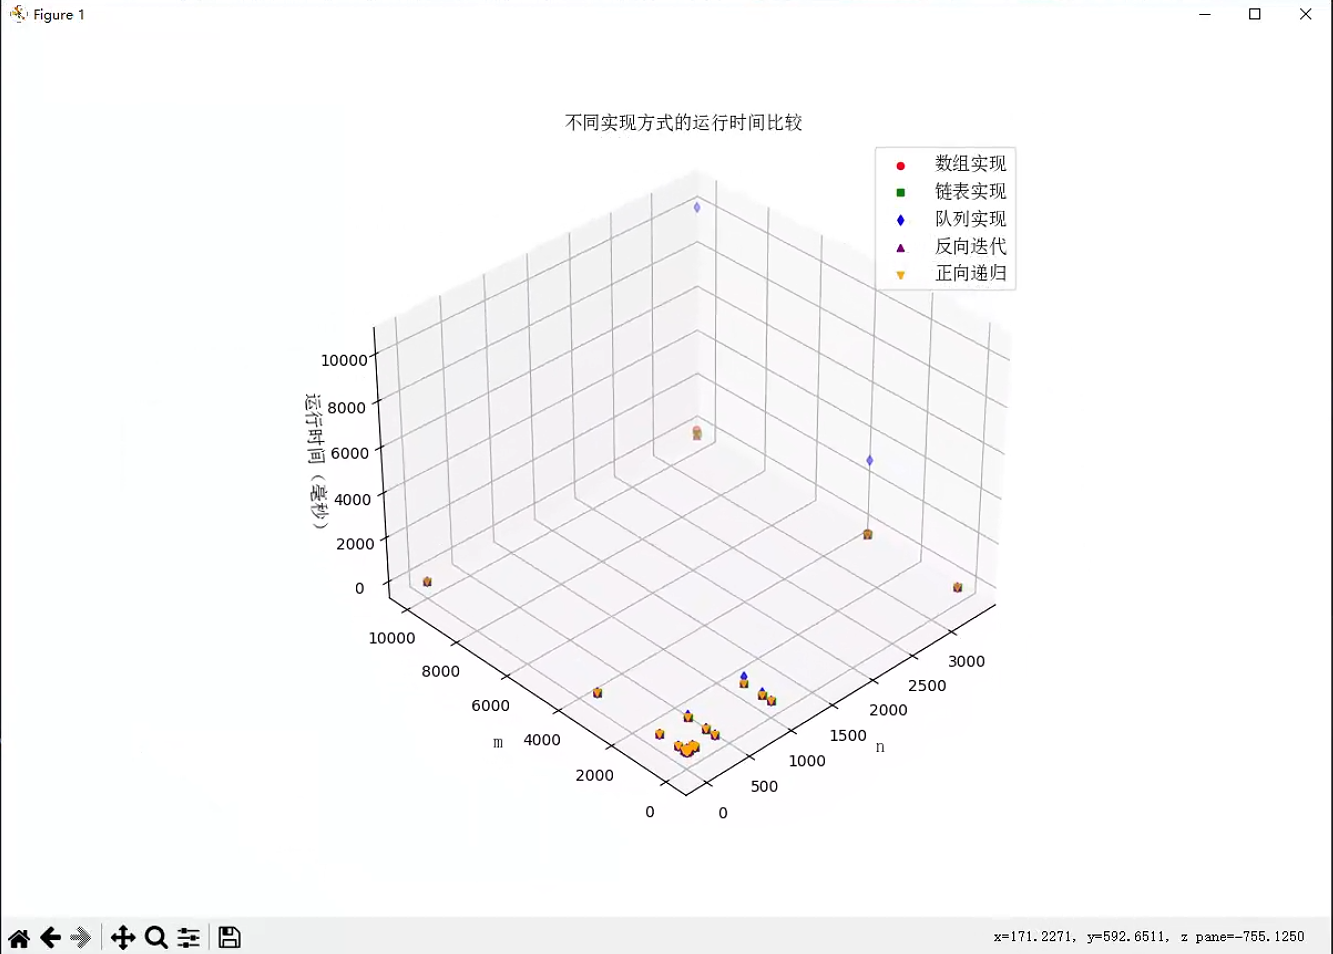 Figure 1
不同实现方式的运行时间比较
数组实现
链表实现
队列实现
反向迭代
正向递归
10000
8000
6000
4000
2000
0
运行时间（毫秒）
10000
8000
6000
4000
2000
0
m
0
500
1000
1500
2000
2500
3000
n
x=171.2271, y=592.6511, z pane=-755.1250